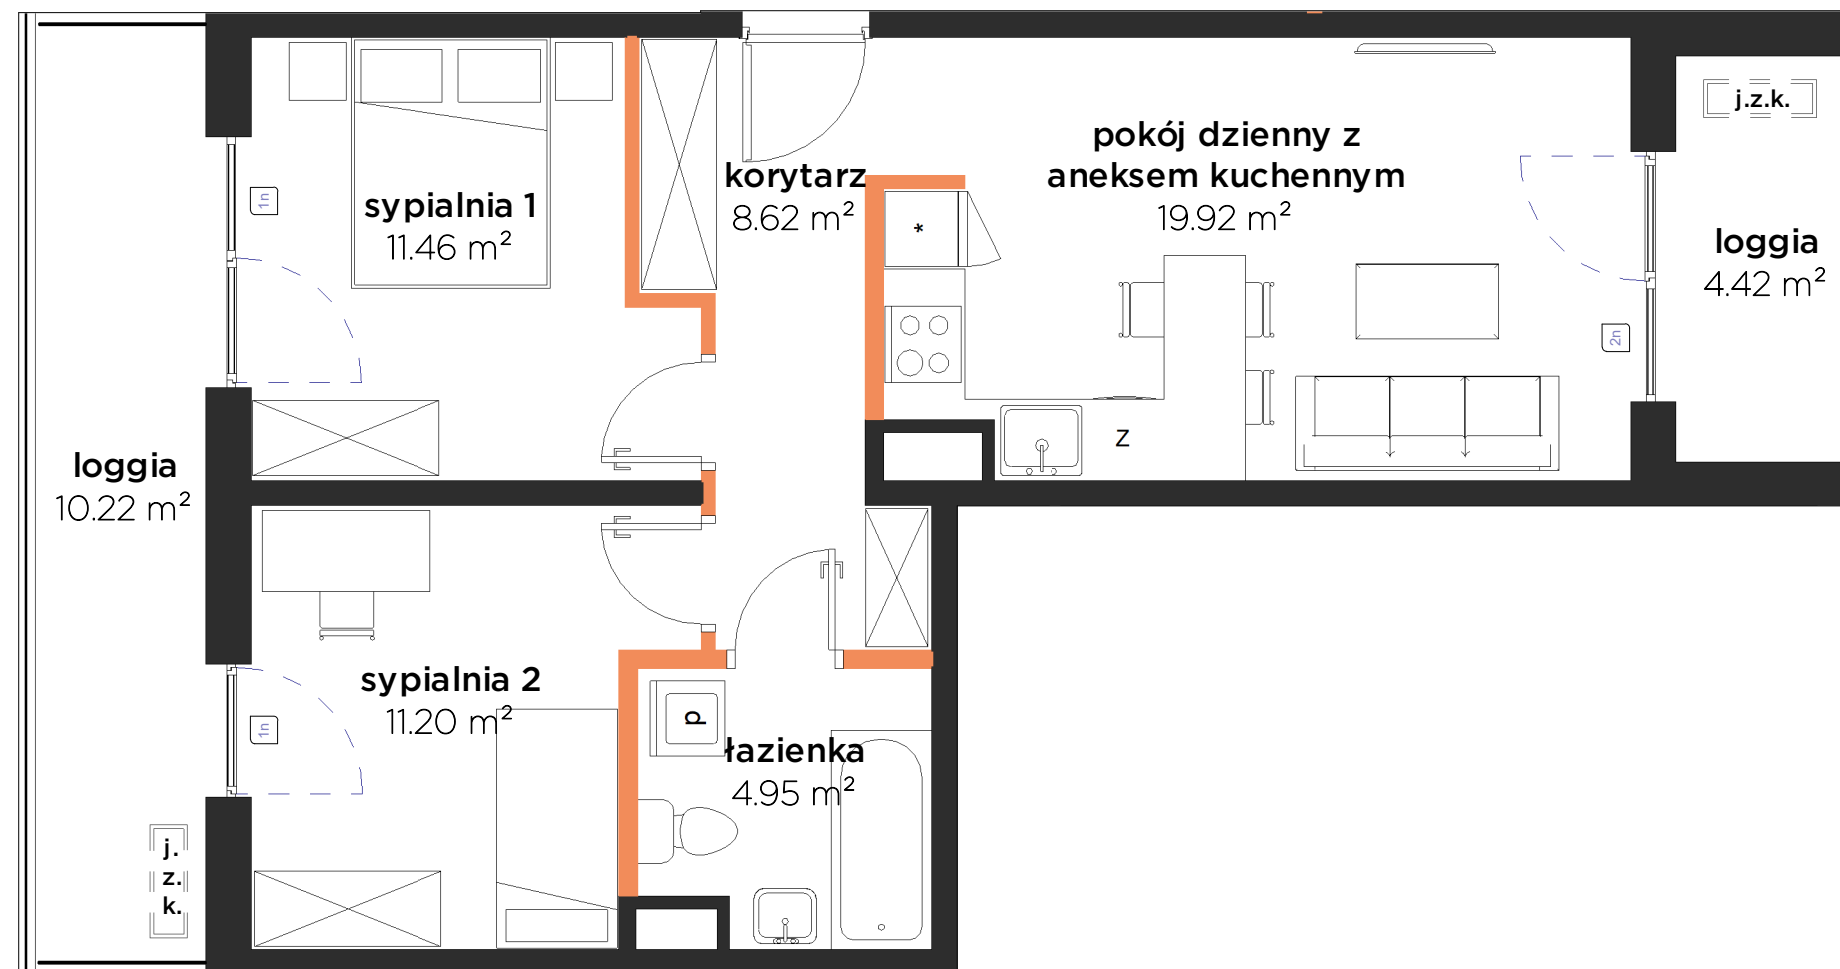 j.z.k.
pokój dzienny z
aneksem kuchennym
19.92 m²
korytarz
8.62 m²
sypialnia 1
11.46 m²
1n
*
loggia
4.42 m²
2n
z
loggia
10.22 m²
sypialnia 2
11.20 m²
1n
p
łazienka
4.95 m²
j.
z.
k.